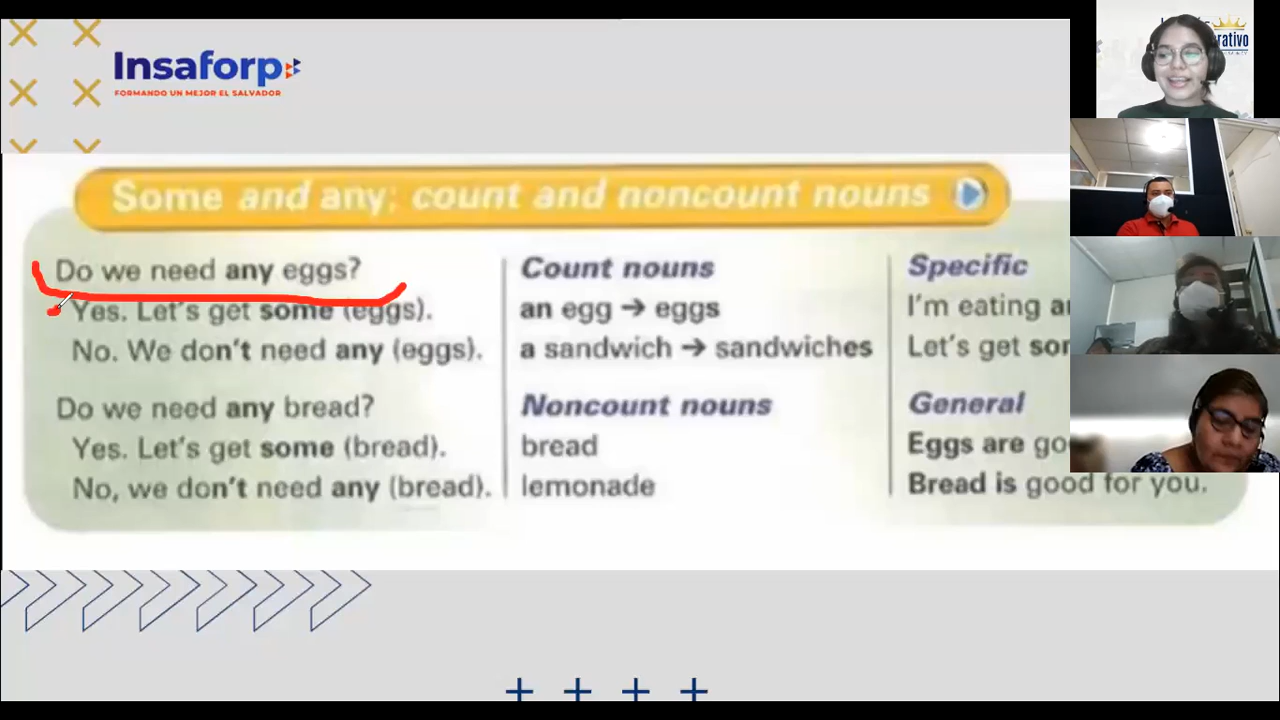 Insaforp
FORMANDO UN MEJOR EL SALVADOR
rativo
Some and any; count and noncount nouns
Do we need any eggs?
Yes. Let's get some (eggs).
No. We don't need any (eggs).
Do we need any bread?
Yes. Let's get some (bread).
No, we don't need any (bread).
Count nouns
an egg → eggs
a sandwich → sandwiches
Noncount nouns
bread
lemonade
Specific
I'm eating
Let's get
General
Eggs are
Bread is good for you.